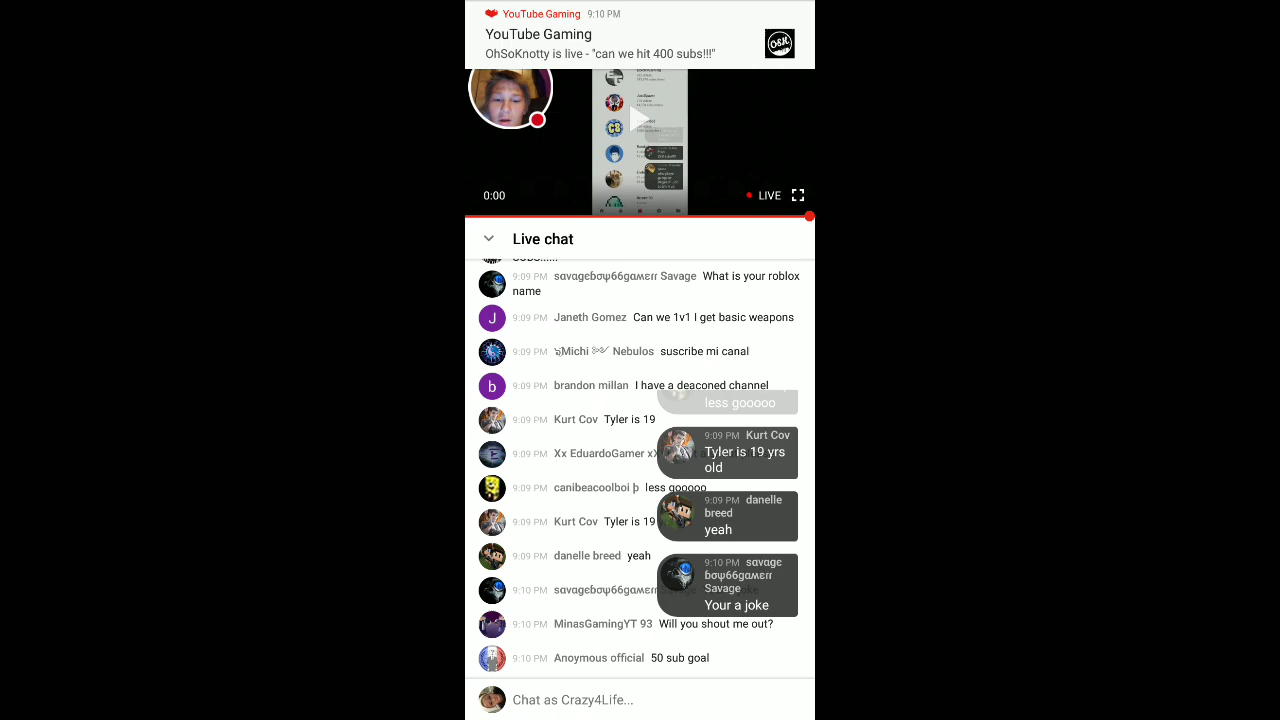 YouTube Gaming 9:10 PM
YouTube Gaming
OhSoKnotty is live - "can we hit 400 subs!!!"
OSK
0:00
LIVE
Live chat
9:09 PM sαvαgєbσψ66gαмєrr Savage What is your roblox
name
J
9:09 PM Janeth Gomez Can we 1v1 I get basic weapons
9:09 PM Michi Nebulos suscribe mi canal
b
9:09 PM brandon millan I have a deaconed channel
less gooooo
9:09 PM Kurt Cov Tyler is 19
9:09 PM Kurt Cov
Tyler is 19 yrs
old
9:09 PM Xx EduardoGamer xX
9:09 PM canibeacoolboi þ less gooooo
9:09 PM danelle
breed
yeah
9:09 PM Kurt Cov Tyler is 19
9:09 PM danelle breed yeah
9:10 PM sαvαgє
bσψ66gαмєrr
Savage
Your a joke
9:10 PM sαvαgєbσψ66gαмєrr
9:10 PM MinasGamingYT 93 Will you shout me out?
9:10 PM Anoymous official 50 sub goal
Chat as Crazy4Life...